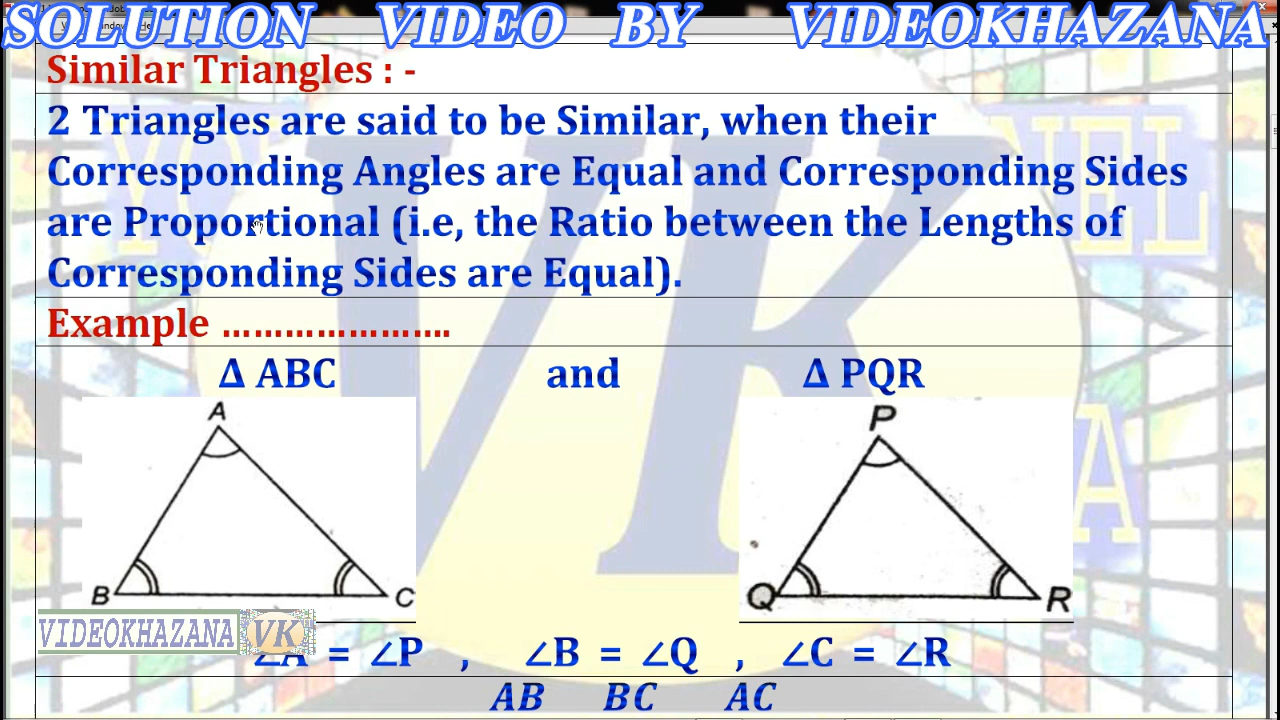 SOLUTION VIDEO BY VIDEOKHAZANA
Similar Triangles : -
2 Triangles are said to be Similar, when their
Corresponding Angles are Equal and Corresponding Sides
are Proportional (i.e, the Ratio between the Lengths of
Corresponding Sides are Equal).
Example ......................
Δ ABC and Δ PQR
A
B
C
P
Q
R
VIDEOKHAZANA VK
∠A = ∠P , ∠B = ∠Q , ∠C = ∠R
AB BC AC